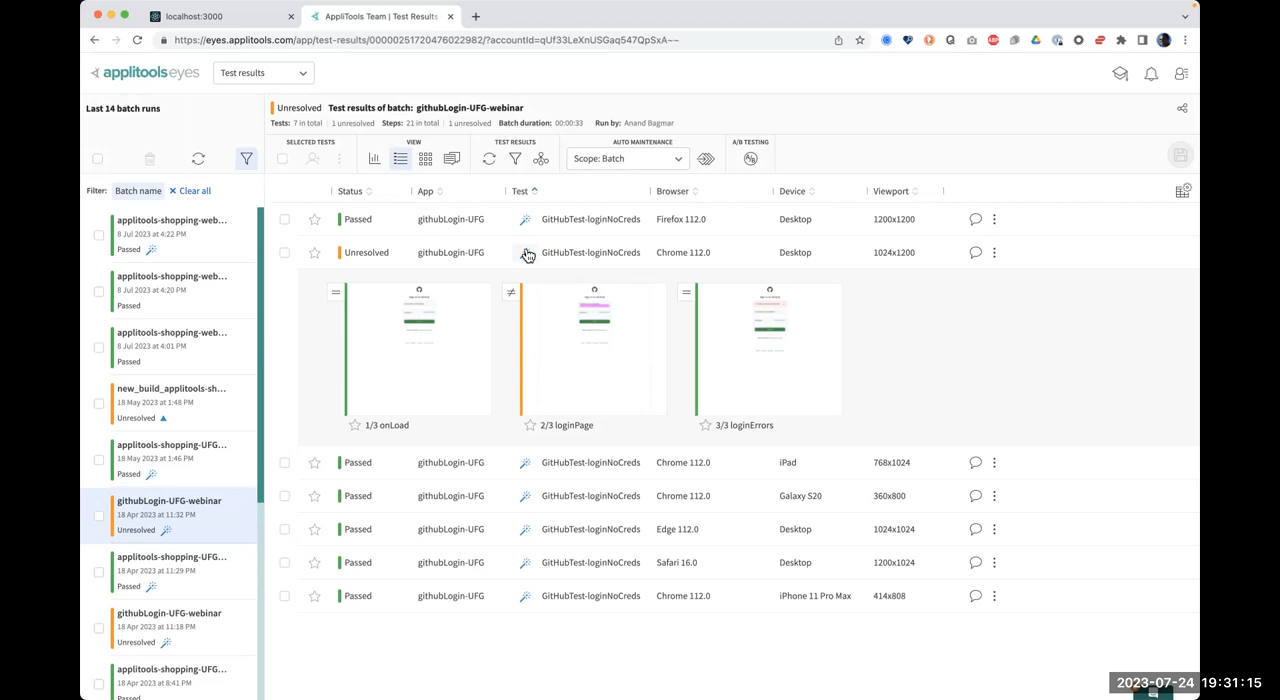 localhost:3000
AppliTools Team | Test Results
https://eyes.applitools.com/app/test-results/00000251720476022982/?accountId=qUf33LeXnUSGaq547QpSxA~~
applitools eyes
Test results
Last 14 batch runs
Unresolved Test results of batch: githubLogin-UFG-webinar
Tests: 7 in total | 1 unresolved Steps: 21 in total | 1 unresolved Batch duration: 00:00:33 Run by: Anand Bagmar
SELECTED TESTS
VIEW
TEST RESULTS
AUTO MAINTENANCE
A/B TESTING
Scope: Batch
Filter: Batch name × Clear all
applitools-shopping-web...
8 Jul 2023 at 4:22 PM
Passed
applitools-shopping-web...
8 Jul 2023 at 4:20 PM
Passed
applitools-shopping-web...
8 Jul 2023 at 4:01 PM
Passed
new_build_applitools-sh...
18 May 2023 at 1:48 PM
Unresolved
applitools-shopping-UFG...
18 May 2023 at 1:46 PM
Passed
githubLogin-UFG-webinar
18 Apr 2023 at 11:32 PM
Unresolved
applitools-shopping-UFG...
18 Apr 2023 at 11:29 PM
Passed
githubLogin-UFG-webinar
18 Apr 2023 at 11:18 PM
Unresolved
applitools-shopping-UFG...
18 Apr 2023 at 8:41 PM
Passed
Status App Test Browser Device Viewport
Passed githubLogin-UFG GitHubTest-loginNoCreds Firefox 112.0 Desktop 1200x1200
Unresolved githubLogin-UFG GitHubTest-loginNoCreds Chrome 112.0 Desktop 1024x1200
1/3 onLoad
2/3 loginPage
3/3 loginErrors
Passed githubLogin-UFG GitHubTest-loginNoCreds Chrome 112.0 iPad 768x1024
Passed githubLogin-UFG GitHubTest-loginNoCreds Chrome 112.0 Galaxy S20 360x800
Passed githubLogin-UFG GitHubTest-loginNoCreds Edge 112.0 Desktop 1024x1200
Passed githubLogin-UFG GitHubTest-loginNoCreds Safari 16.0 Desktop 1200x1024
Passed githubLogin-UFG GitHubTest-loginNoCreds Chrome 112.0 iPhone 11 Pro Max 414x808
2023-07-24 19:31:15